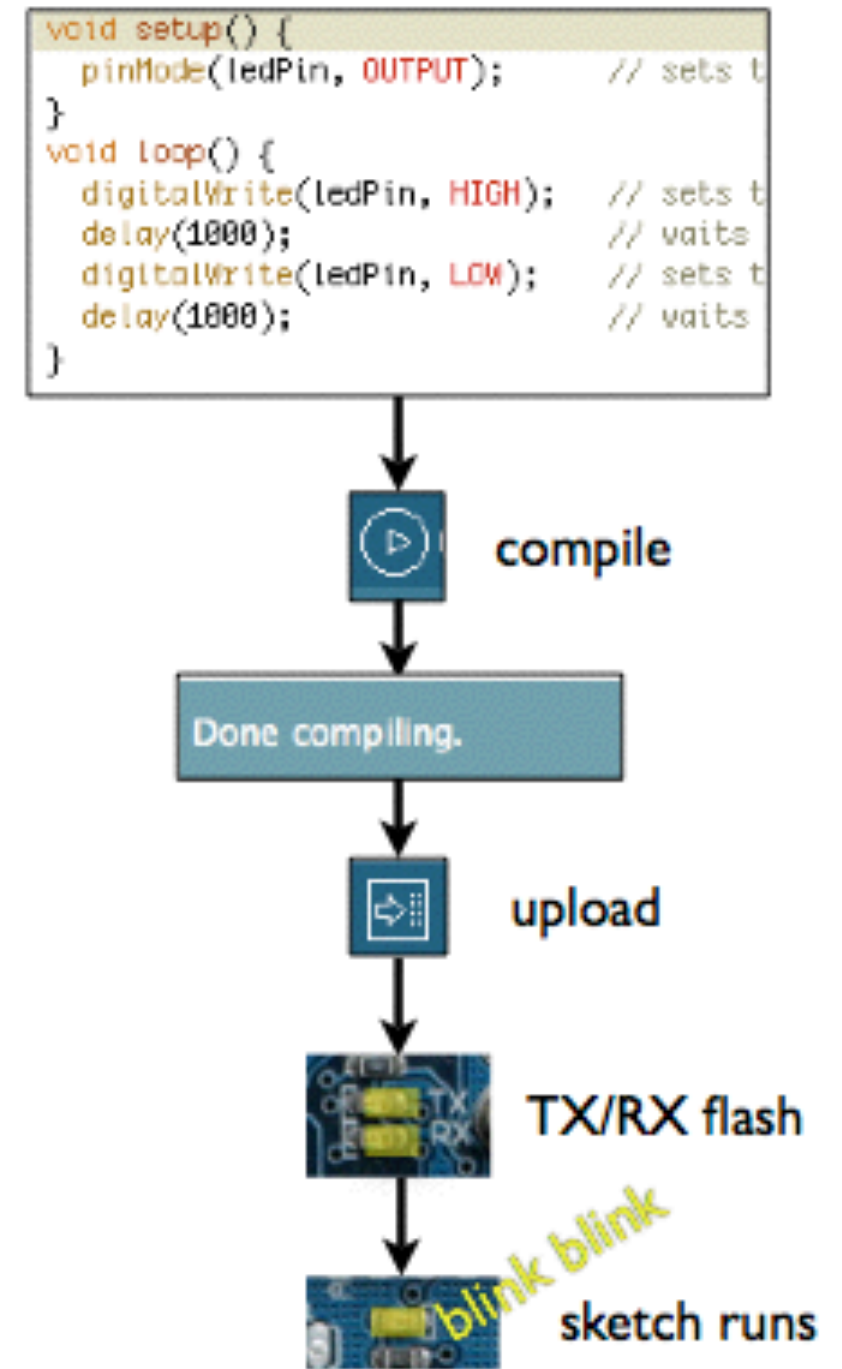 void setup() {
pinMode(ledPin, OUTPUT); // sets t
}
void loop() {
digitalWrite(ledPin, HIGH); // sets t
delay(1000); // waits
digitalWrite(ledPin, LOW); // sets t
delay(1000); // waits
}
compile
Done compiling.
upload
TX
RX
TX/RX flash
blink blink
sketch runs